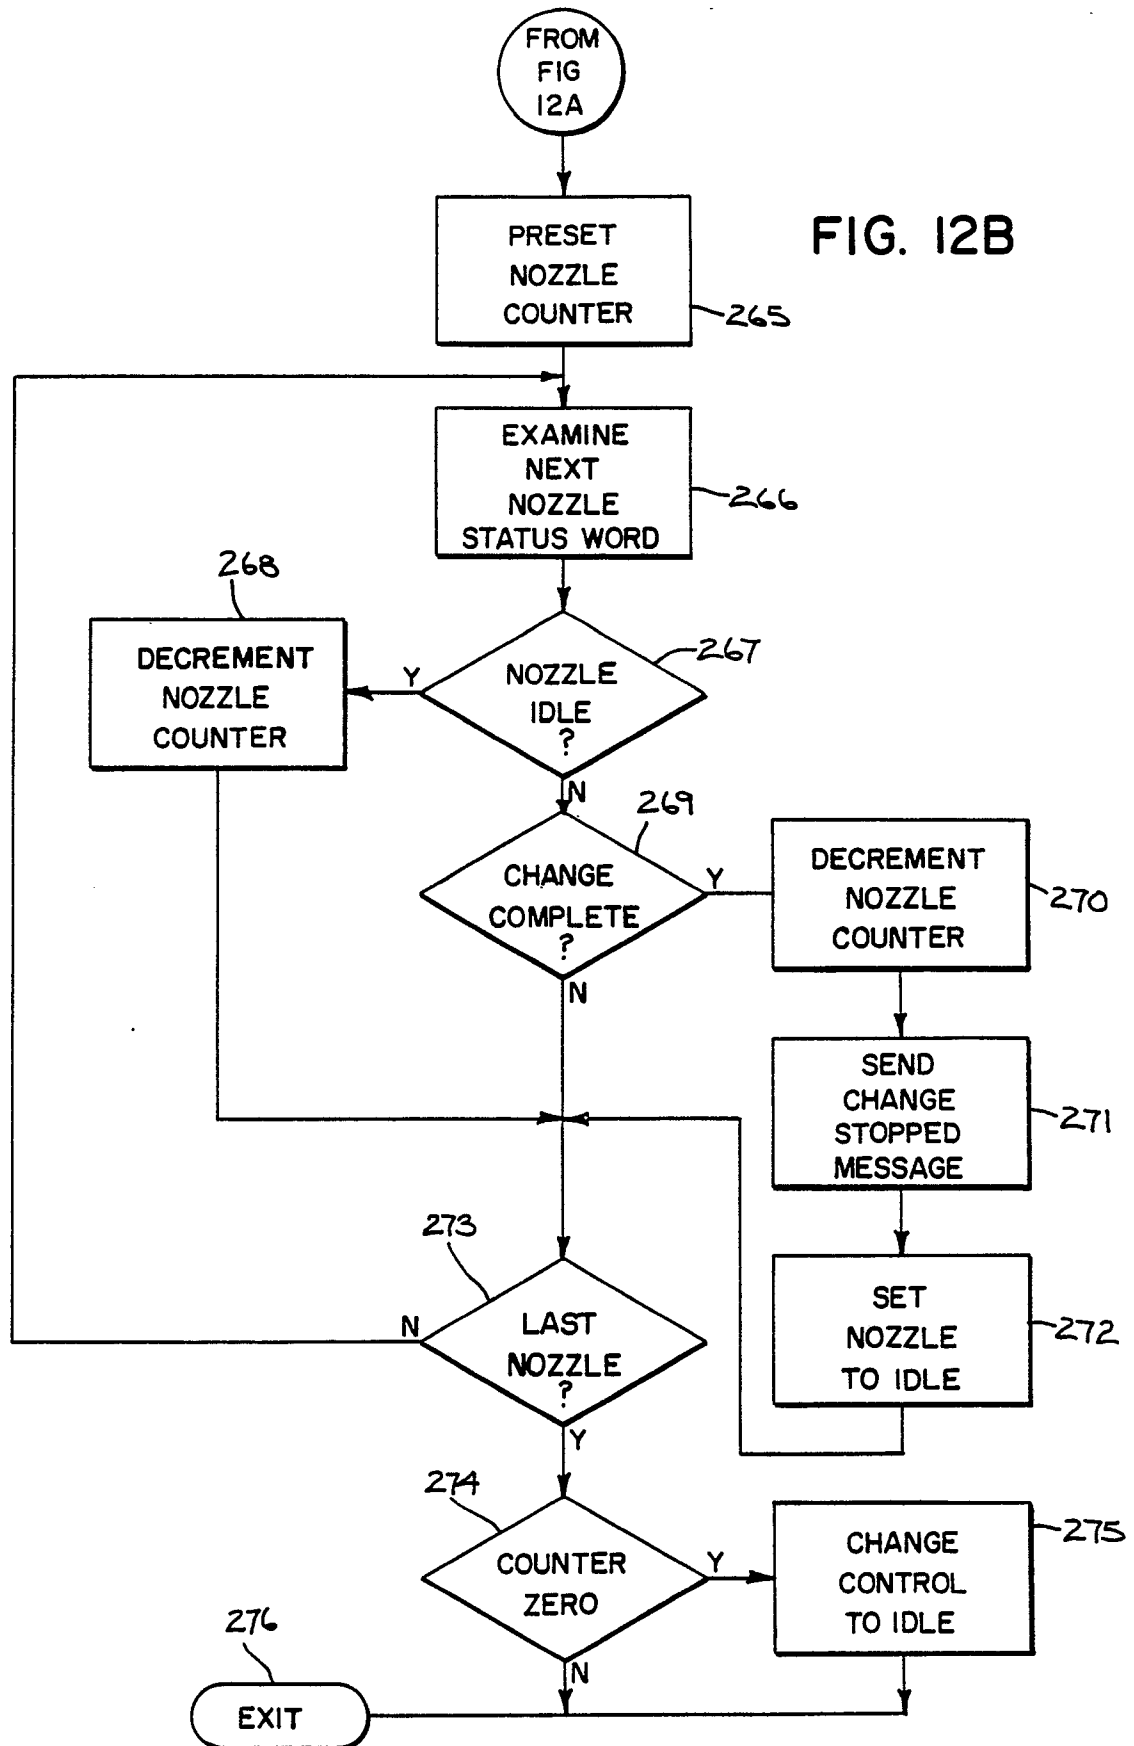 FROM
FIG
12A
FIG. 12B
PRESET
NOZZLE
COUNTER
265
EXAMINE
NEXT
NOZZLE
STATUS WORD
266
268
DECREMENT
NOZZLE
COUNTER
Y
NOZZLE
IDLE
?
267
N
269
CHANGE
COMPLETE
?
Y
N
DECREMENT
NOZZLE
COUNTER
270
SEND
CHANGE
STOPPED
MESSAGE
271
SET
NOZZLE
TO IDLE
272
273
N
LAST
NOZZLE
?
Y
274
COUNTER
ZERO
Y
N
CHANGE
CONTROL
TO IDLE
275
276
EXIT